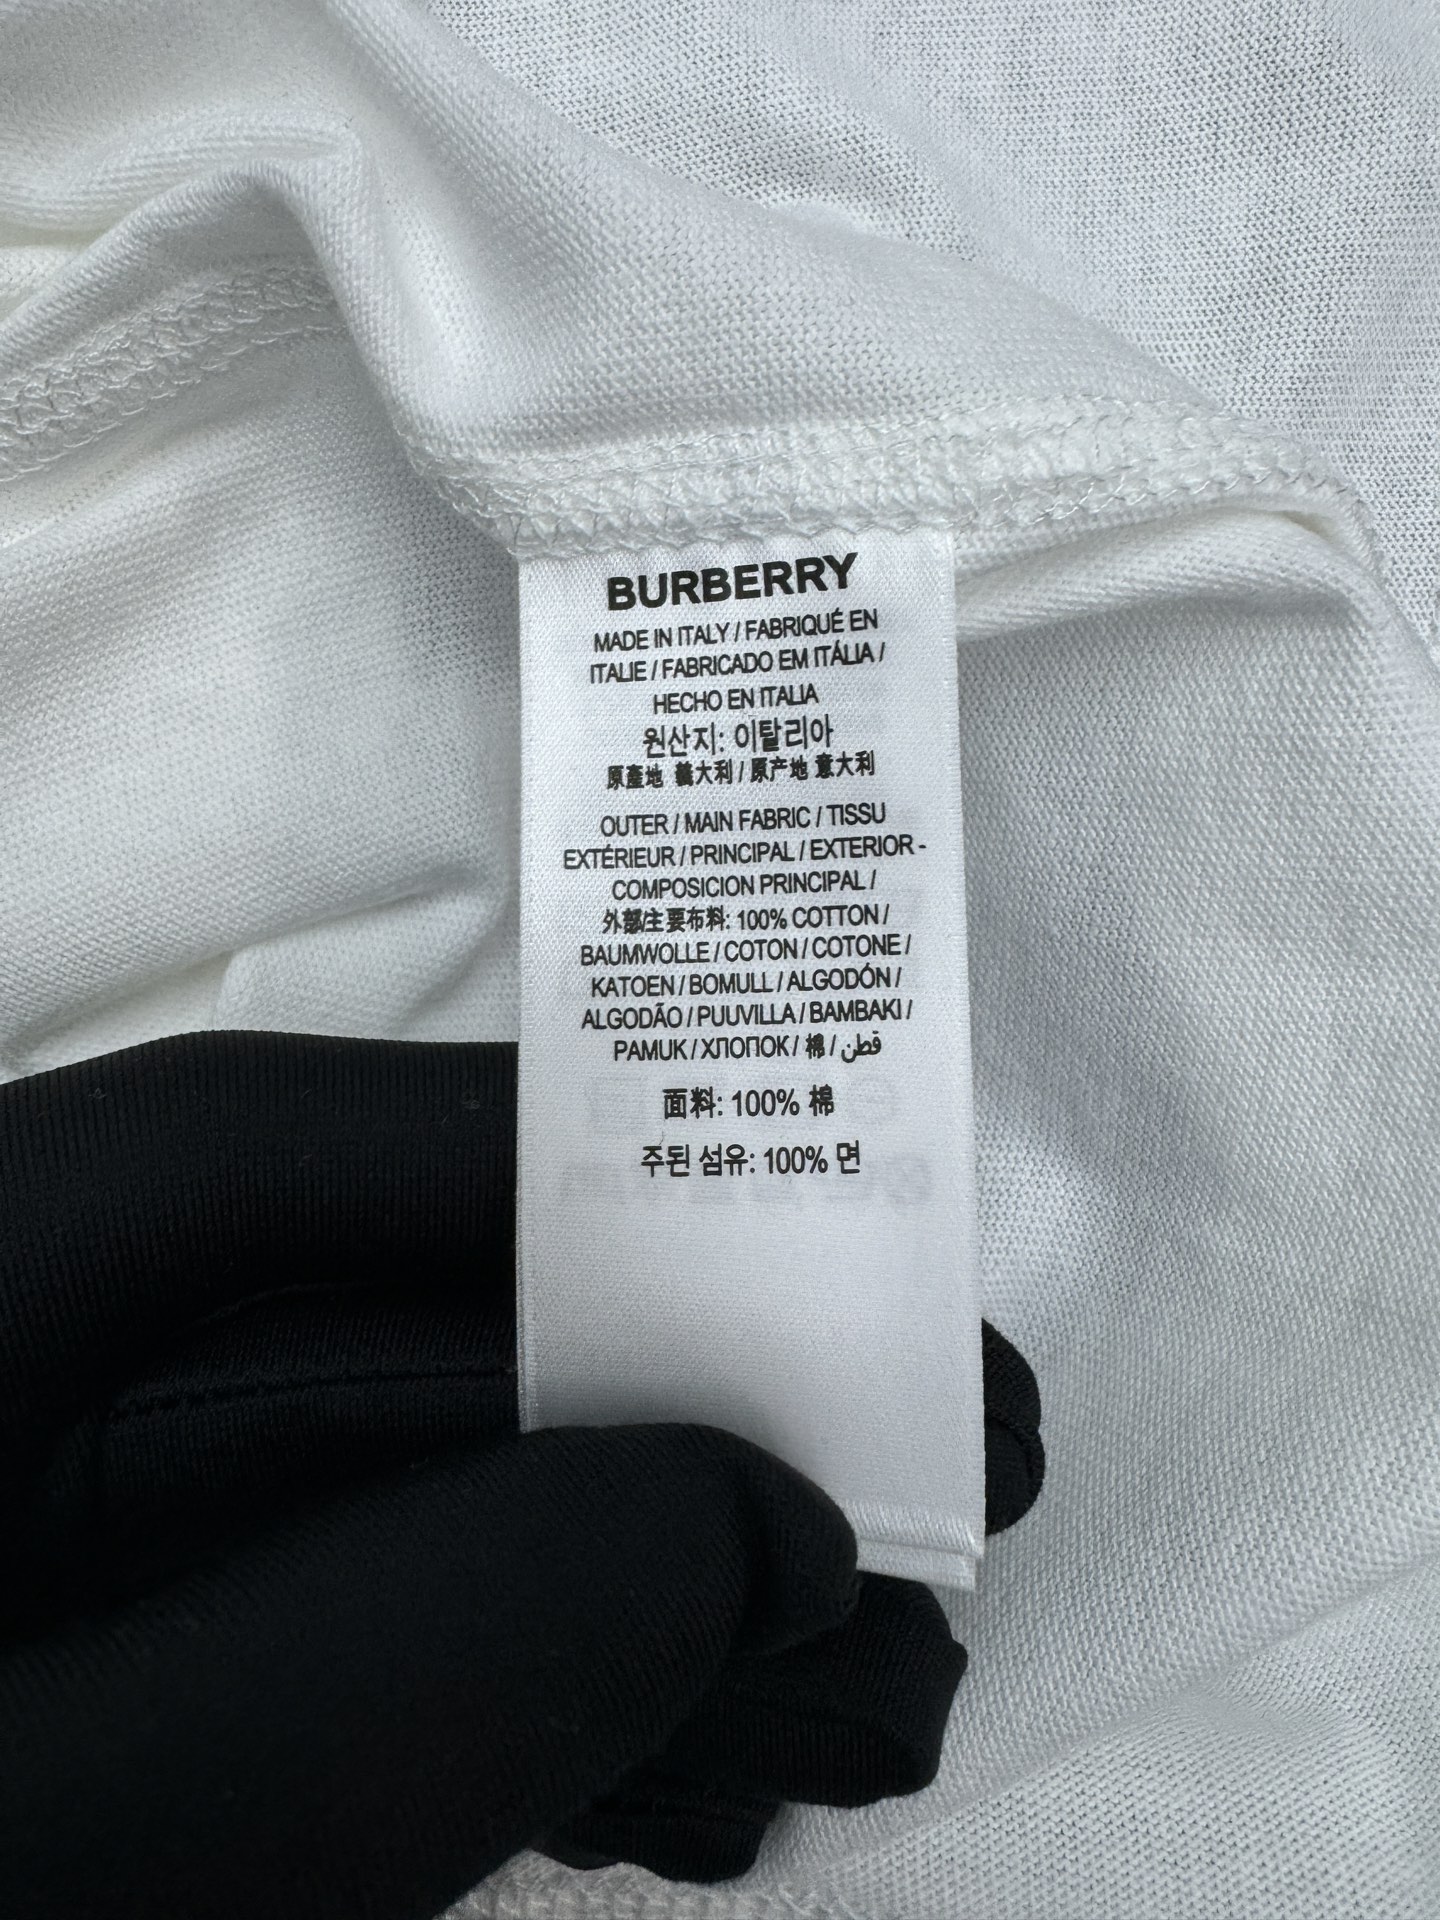 BURBERRY
MADE IN ITALY / FABRIQUÉ EN
ITALIE / FABRICADO EM ITÁLIA /
HECHO EN ITALIA
원산지: 이탈리아
原產地 義大利 / 原产地 意大利
OUTER / MAIN FABRIC / TISSU
EXTÉRIEUR / PRINCIPAL / EXTERIOR -
COMPOSICION PRINCIPAL /
外部/主要布料: 100% COTTON /
BAUMWOLLE / COTON / COTONE /
KATOEN / BOMULL / ALGODÓN /
ALGODÃO / PUUVILLA / BAMBAKI /
PAMUK / ХЛОПОК / 棉 / قطن
面料: 100% 棉
주된 섬유: 100% 면